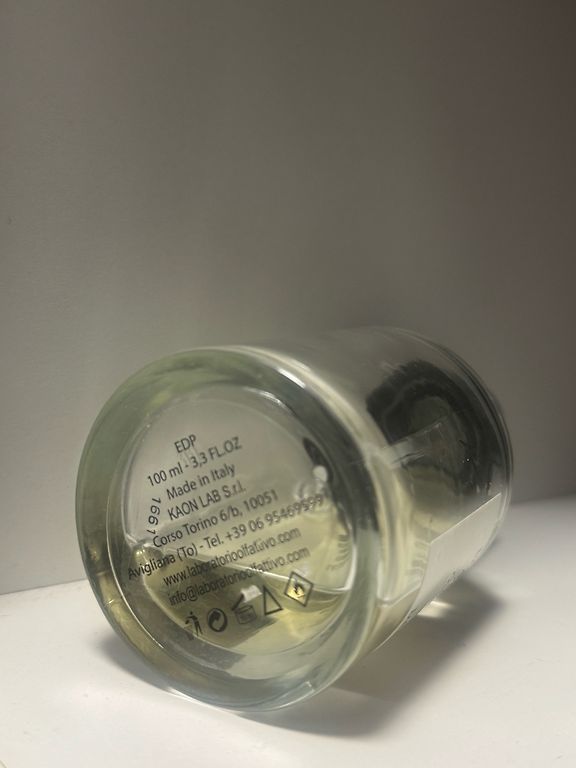 EDP
100 ml - 3,3 FL.OZ
Made in Italy
KAON LAB S.r.l.
Corso Torino 6/b, 10051
Avigliana (To) - Tel. +39 06 95469599
www.laboratorioolfattivo.com
info@laboratorioolfattivo.com
1661